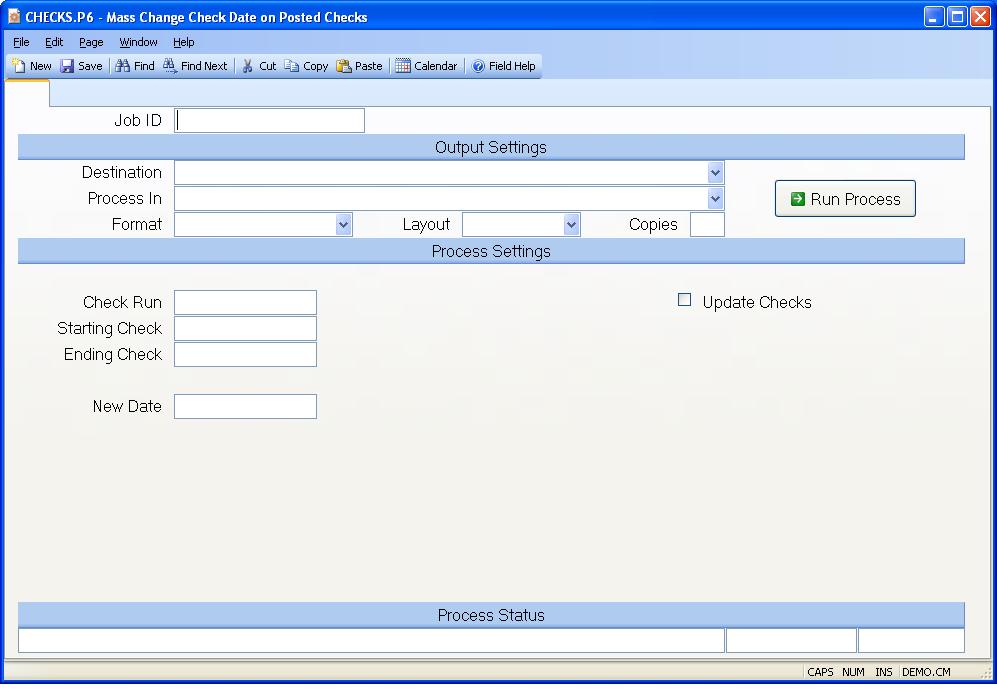 CHECKS.P6 - Mass Change Check Date on Posted Checks
File Edit Page Window Help
New Save Find Find Next Cut Copy Paste Calendar Field Help
Job ID
Output Settings
Destination
Process In
Run Process
Format Layout Copies
Process Settings
Check Run
Update Checks
Starting Check
Ending Check
New Date
Process Status
CAPS NUM INS DEMO.CM